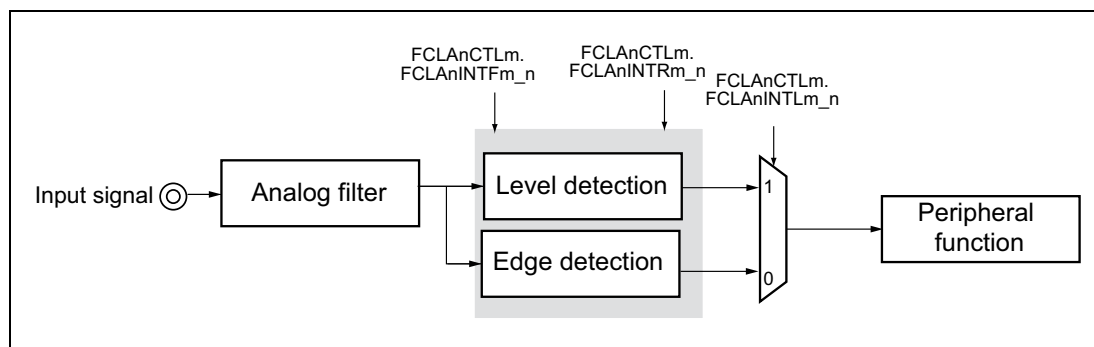 FCLAnCTLm.
FCLAnINTFm_n
FCLAnCTLm.
FCLAnINTRm_n
FCLAnCTLm.
FCLAnINTLm_n
Input signal
Analog filter
Level detection
1
Peripheral
function
Edge detection
0